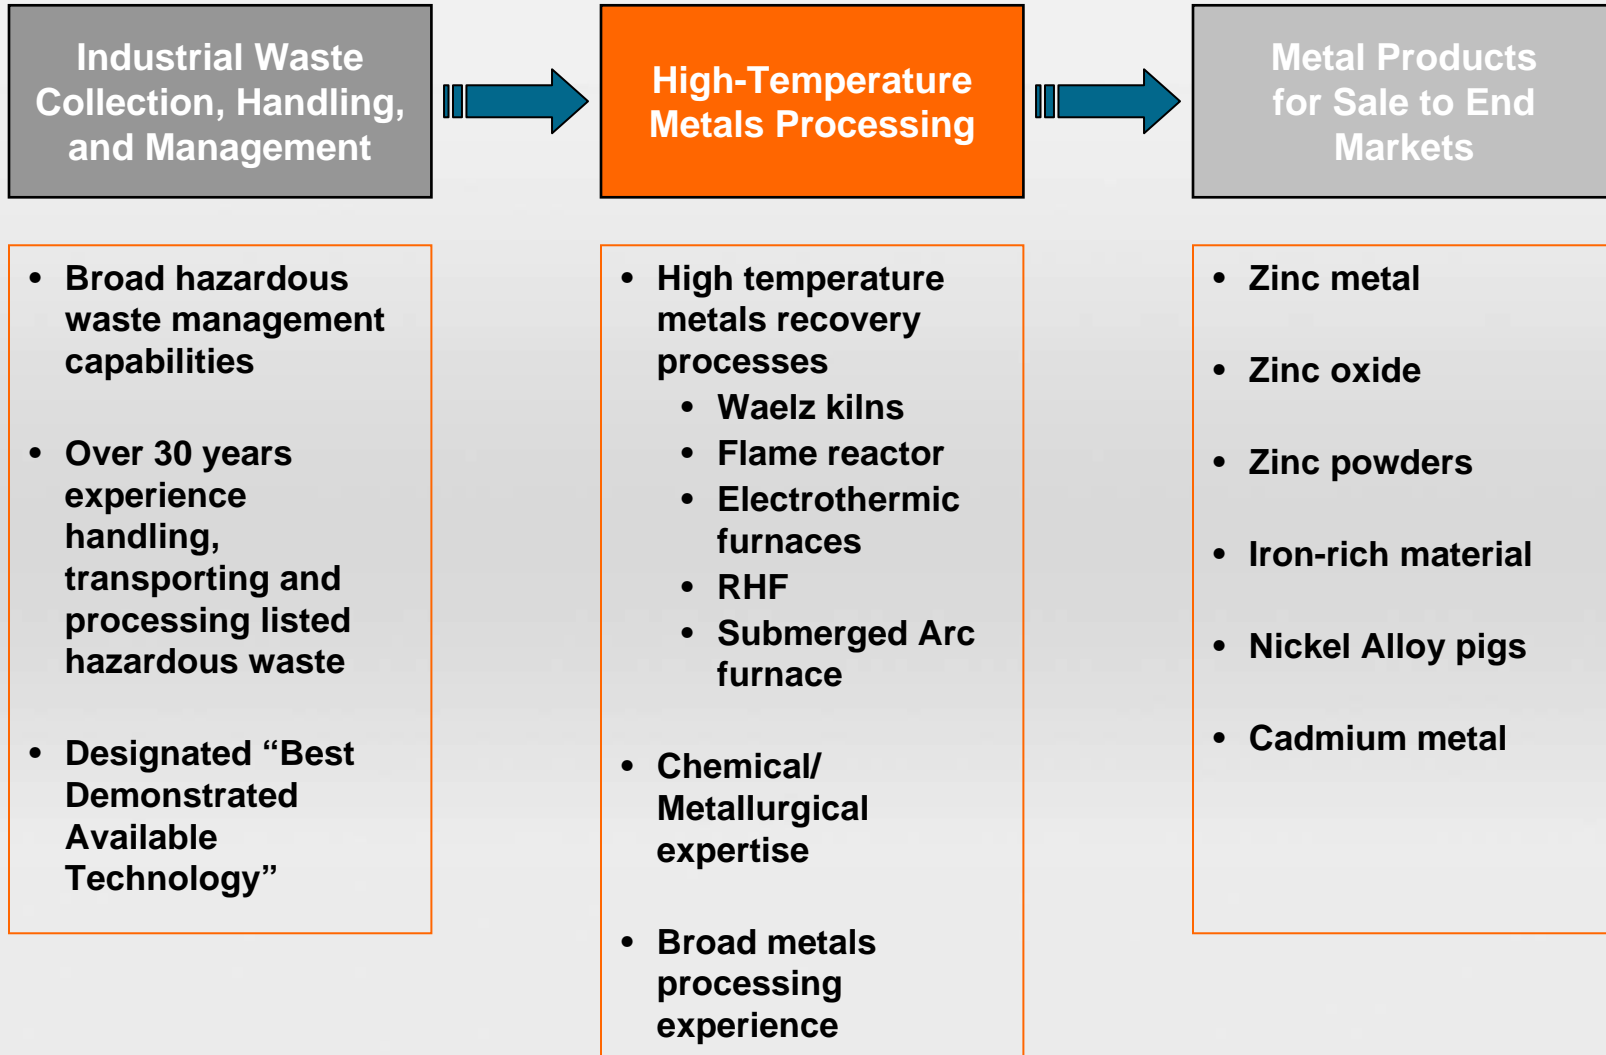 Industrial Waste
Collection, Handling,
and Management
High-Temperature
Metals Processing
Metal Products
for Sale to End
Markets
• Broad hazardous
waste management
capabilities
• Over 30 years
experience
handling,
transporting and
processing listed
hazardous waste
• Designated “Best
Demonstrated
Available
Technology”
• High temperature
metals recovery
processes
• Waelz kilns
• Flame reactor
• Electrothermic
furnaces
• RHF
• Submerged Arc
furnace
• Chemical/
Metallurgical
expertise
• Broad metals
processing
experience
• Zinc metal
• Zinc oxide
• Zinc powders
• Iron-rich material
• Nickel Alloy pigs
• Cadmium metal